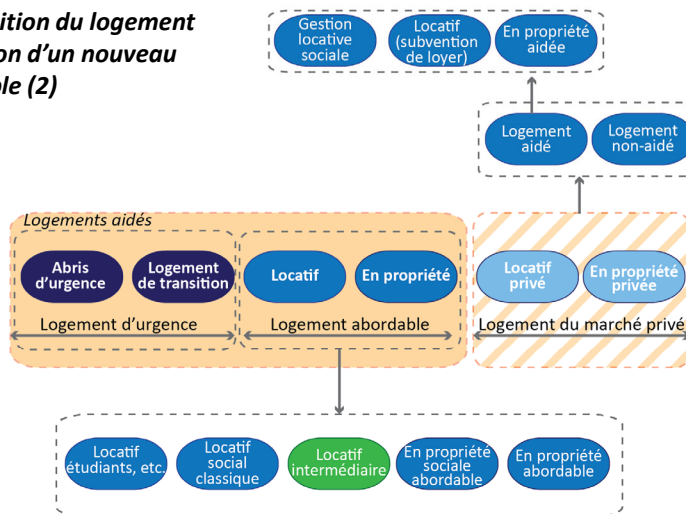 ition du logement
on d'un nouveau
le (2)
Gestion
locative
sociale
Locatif
(subvention
de loyer)
En propriété
aidée
Logement
aidé
Logement
non-aidé
Logements aidés
Abris
d'urgence
Logement
de transition
Locatif
En propriété
Locatif
privé
En propriété
privée
Logement d'urgence
Logement abordable
Logement du marché privé
Locatif
étudiants, etc.
Locatif
social
classique
Locatif
intermédiaire
En propriété
sociale
abordable
En propriété
abordable